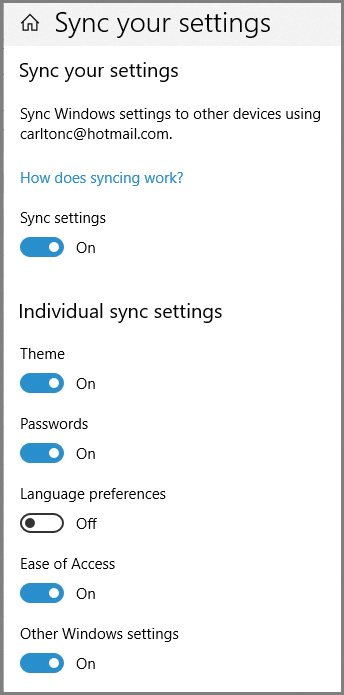 Sync your settings
Sync your settings
Sync Windows settings to other devices using
carltonc@hotmail.com.
How does syncing work?
Sync settings
On
Individual sync settings
Theme
On
Passwords
On
Language preferences
Off
Ease of Access
On
Other Windows settings
On